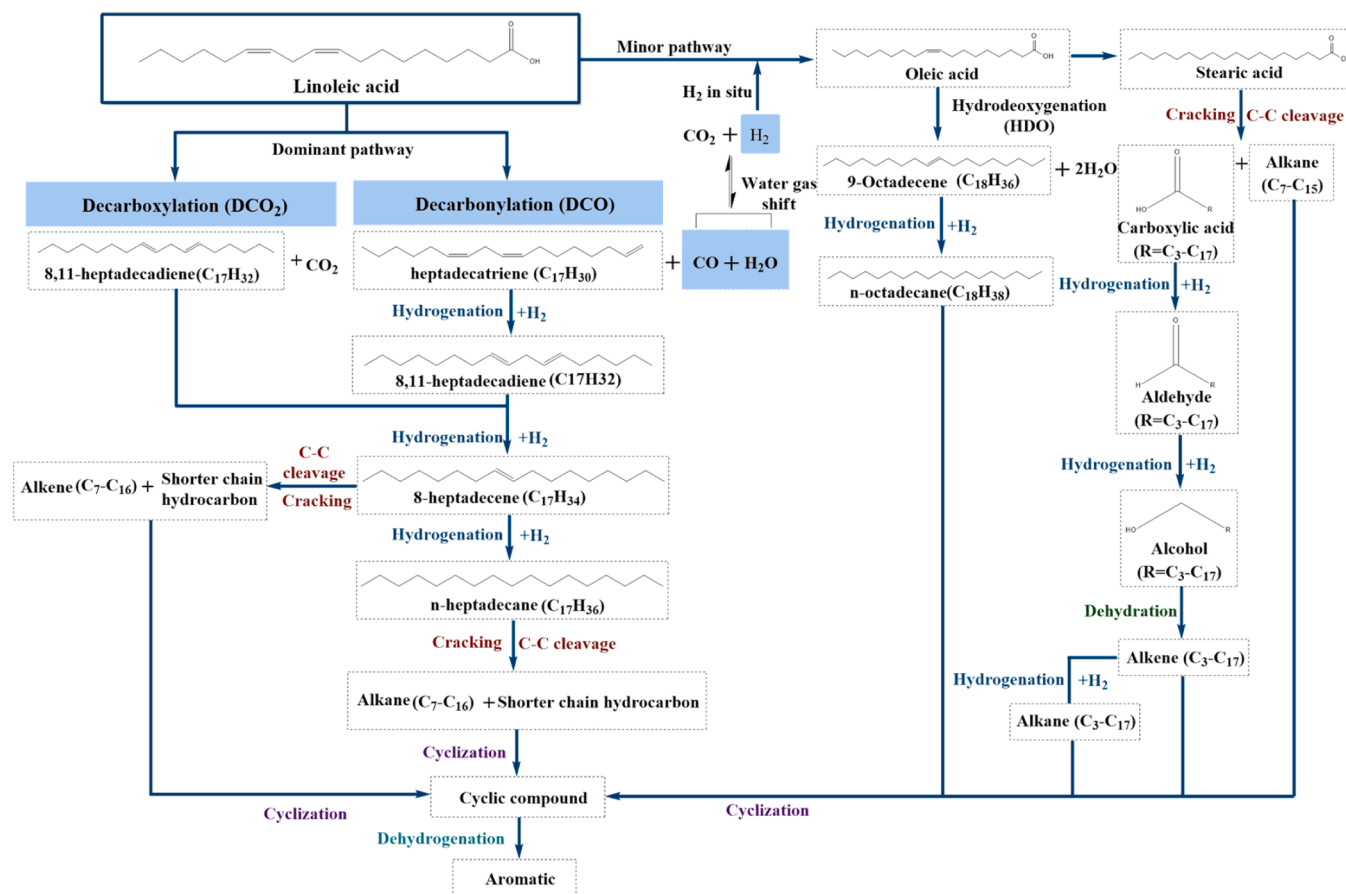 O
OH
Linoleic acid
Minor pathway
H₂ in situ
CO₂ + H₂
Water gas
shift
O
OH
Oleic acid
O
O
Stearic acid
Dominant pathway
Hydrodeoxygenation
(HDO)
Cracking C-C cleavage
Decarboxylation (DCO₂)
Decarbonylation (DCO)
9-Octadecene (C₁₈H₃₆)
+ 2H₂O
O
HO
R
Carboxylic acid
(R=C₃-C₁₇)
+
Alkane
(C₇-C₁₅)
8,11-heptadecadiene(C₁₇H₃₂)
+ CO₂
heptadecatriene (C₁₇H₃₀)
+
CO + H₂O
Hydrogenation +H₂
n-octadecane(C₁₈H₃₈)
Hydrogenation +H₂
Hydrogenation +H₂
8,11-heptadecadiene (C17H32)
O
H
R
Aldehyde
(R=C₃-C₁₇)
Hydrogenation +H₂
Hydrogenation +H₂
C-C
cleavage
Cracking
Alkene (C₇-C₁₆) + Shorter chain
hydrocarbon
8-heptadecene (C₁₇H₃₄)
HO
R
Alcohol
(R=C₃-C₁₇)
Hydrogenation +H₂
n-heptadecane (C₁₇H₃₆)
Dehydration
Cracking C-C cleavage
Alkene (C₃-C₁₇)
Hydrogenation +H₂
Alkane (C₃-C₁₇)
Alkane (C₇-C₁₆) + Shorter chain hydrocarbon
Cyclization
Cyclization
Cyclic compound
Cyclization
Dehydrogenation
Aromatic